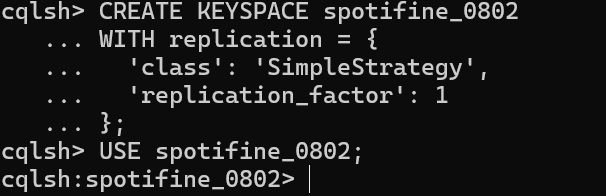 cqlsh> CREATE KEYSPACE spotifine_0802
   ... WITH replication = {
   ...   'class': 'SimpleStrategy',
   ...   'replication_factor': 1
   ... };
cqlsh> USE spotifine_0802;
cqlsh:spotifine_0802>